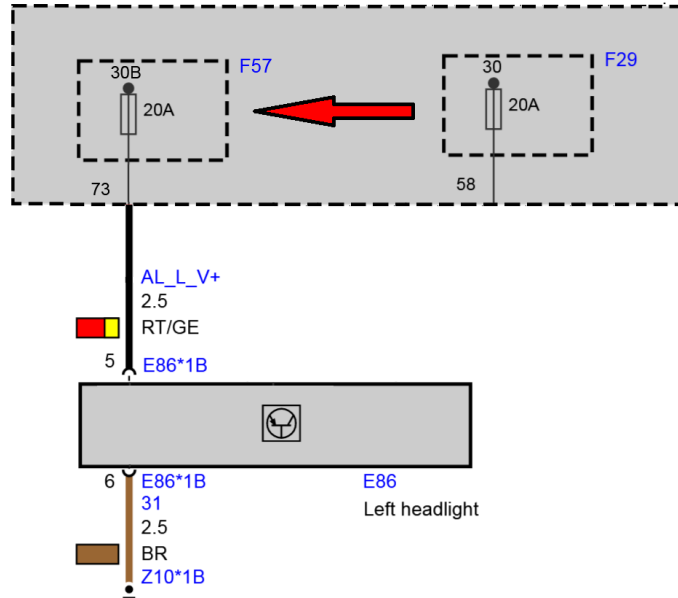 F57
30B
20A
73
F29
30
20A
58
AL_L_V+
2.5
RT/GE
5 E86*1B
6 E86*1B
31
2.5
BR
Z10*1B
E86
Left headlight